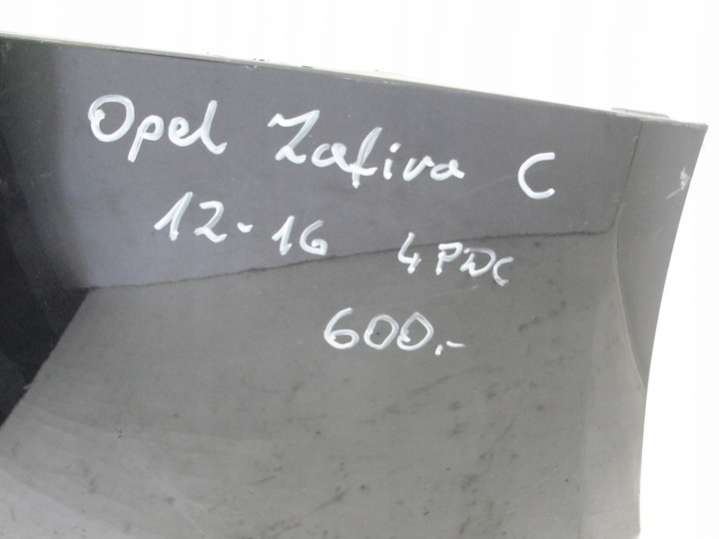 Opel Zafira C
12-16 4PDC
600.-